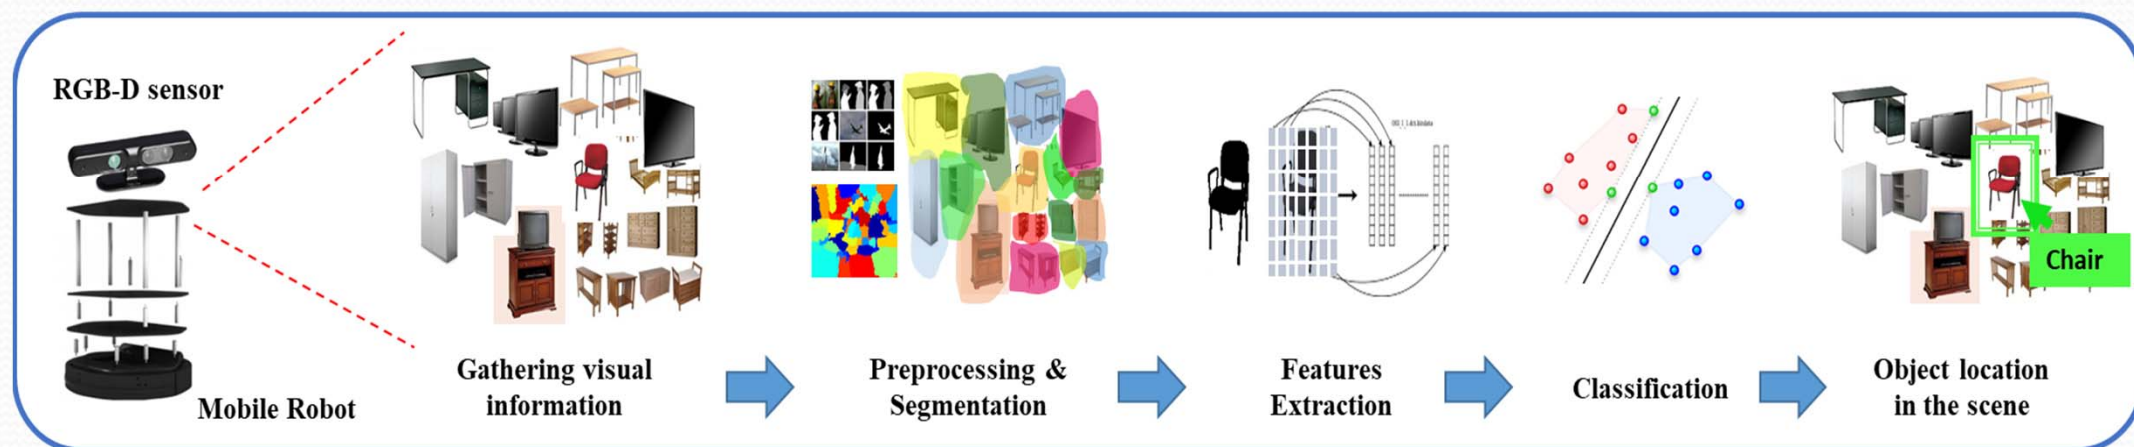 RGB-D sensor
Mobile Robot
Gathering visual
information
Preprocessing &
Segmentation
Features
Extraction
Classification
Object location
in the scene
Chair